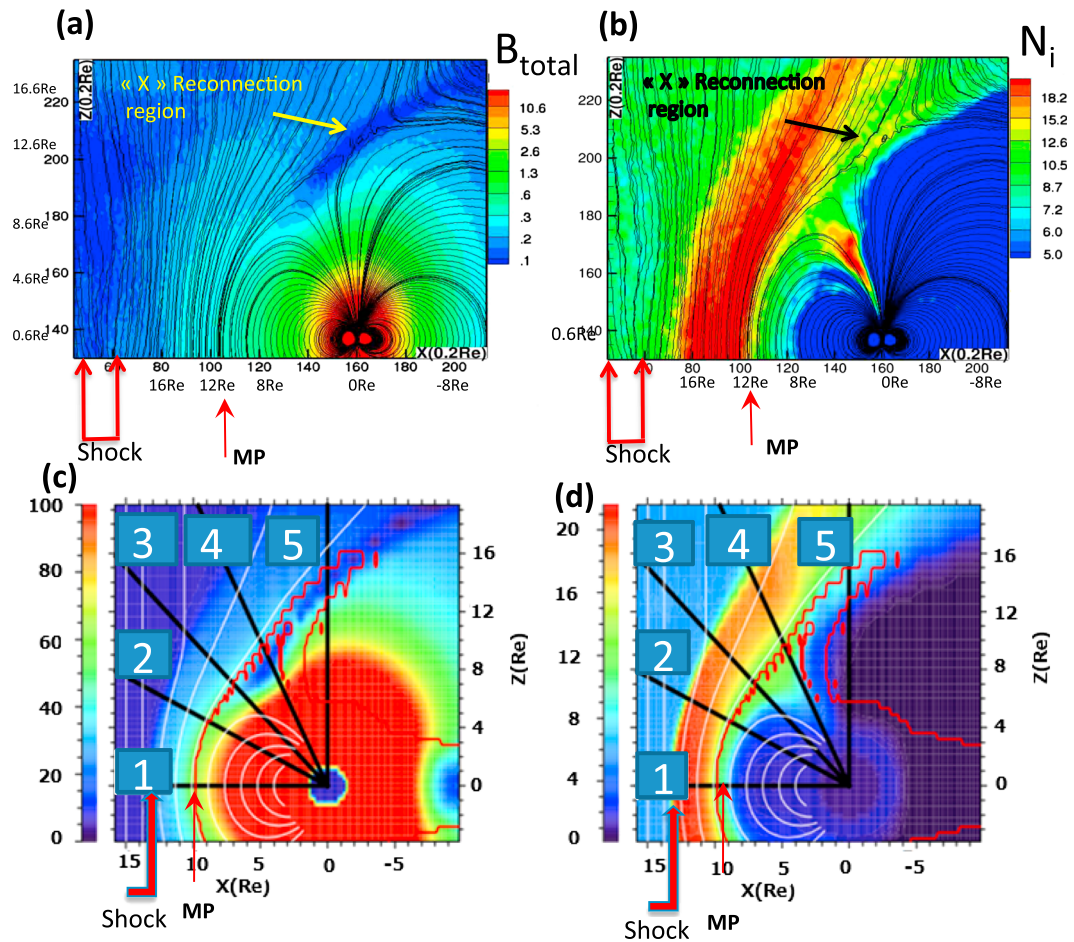 (a)
B total
Z(0.2Re)
« X » Reconnection
region
16.6Re
12.6Re
8.6Re
4.6Re
0.6Re
220
200
180
160
140
10.6
5.3
2.6
1.3
.6
.3
.2
.1
60 80 100 120 140 160 180 200
X(0.2Re)
16Re 12Re 8Re 0Re -8Re
Shock
MP
(b)
N i
Z(0.2Re)
« X » Reconnection
region
220
200
180
160
140
0.6Re
18.2
16.4
14.5
12.6
10.5
8.7
7.2
6.0
5.0
60 80 100 120 140 160 180 200
X(0.2Re)
16Re 12Re 8Re 0Re -8Re
Shock
MP
(c)
100
80
60
40
20
0
3 4 5
2
1
16
12
8
4
0
Z(Re)
15 10 5 0 -5
X(Re)
Shock
MP
(d)
20
16
12
8
4
0
3 4 5
2
1
16
12
8
4
0
Z(Re)
15 10 5 0 -5
X(Re)
Shock
MP